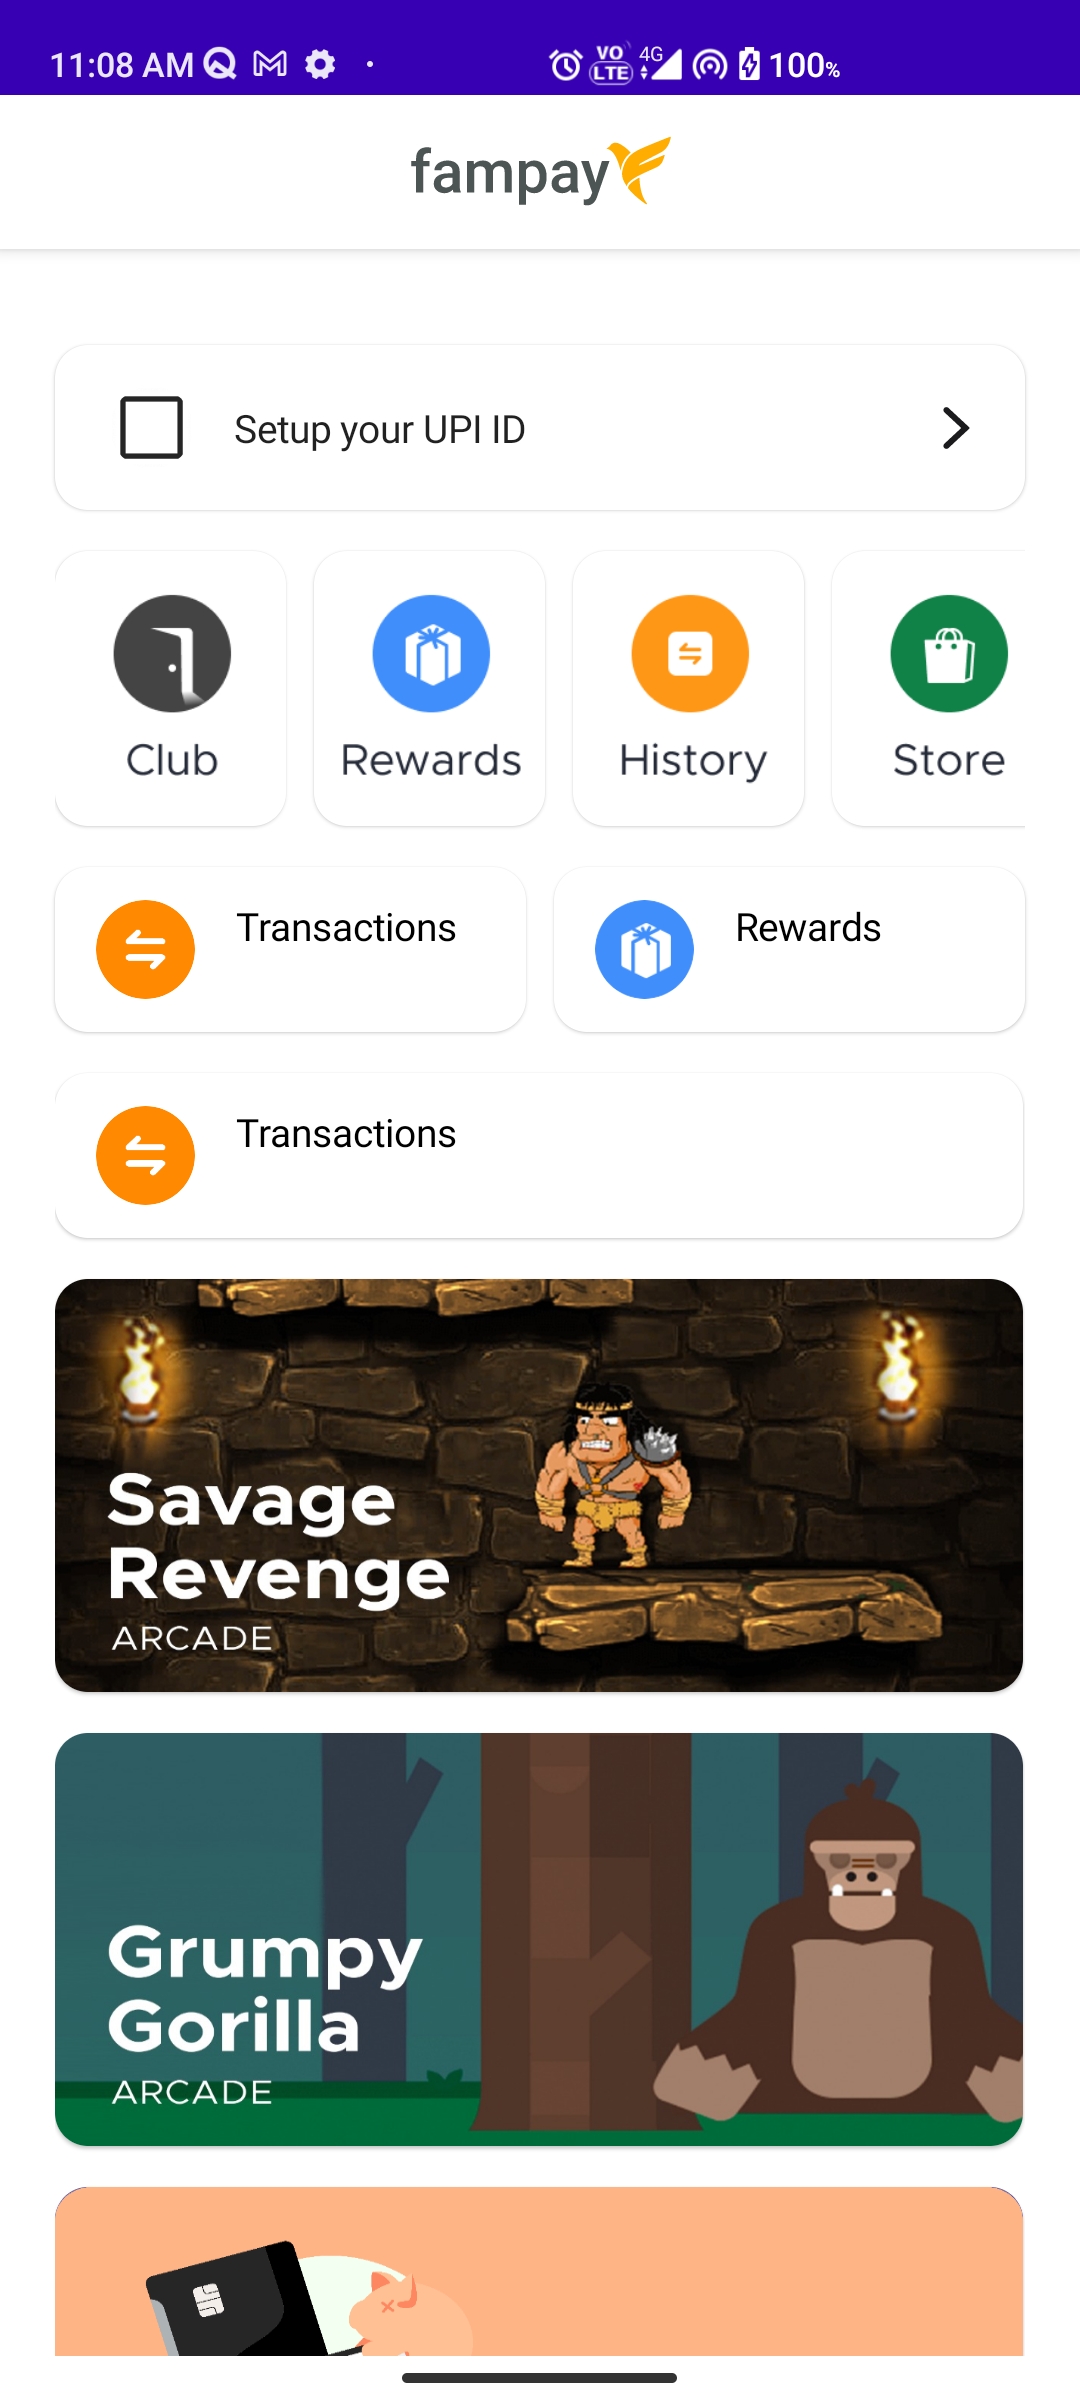 11:08 AM
VO LTE 4G 100%
fampay
Setup your UPI ID
Club Rewards History Store
Transactions Rewards
Transactions
Savage
Revenge
ARCADE
Grumpy
Gorilla
ARCADE